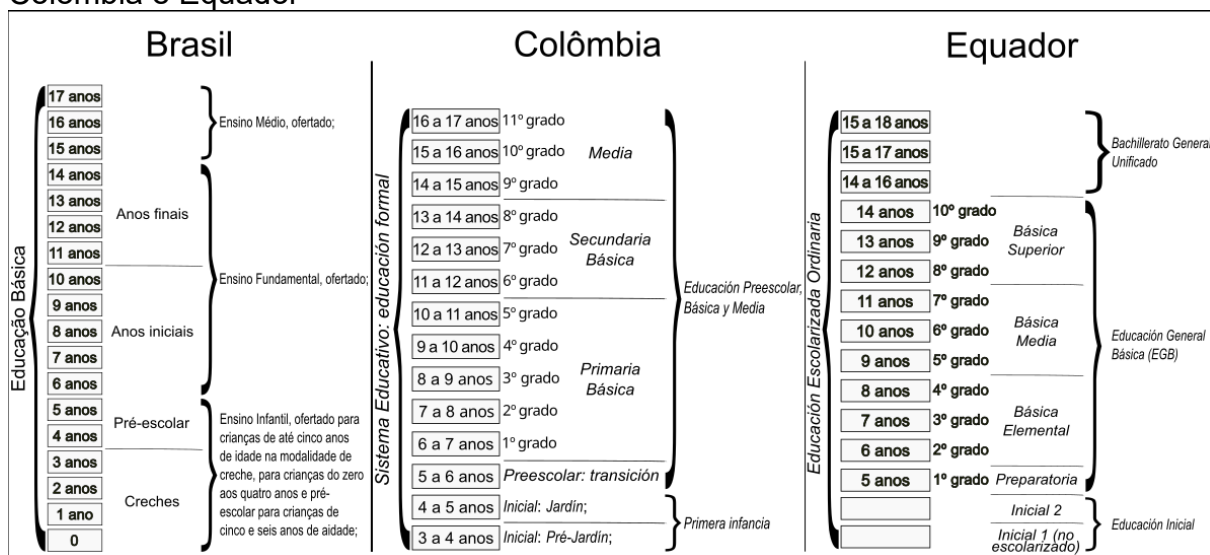 Colômbia e Equador
Brasil
Educação Básica
17 anos
16 anos
15 anos
14 anos
13 anos
12 anos
11 anos
10 anos
9 anos
8 anos
7 anos
6 anos
5 anos
4 anos
3 anos
2 anos
1 ano
0
Anos finais
Anos iniciais
Pré-escolar
Creches
Ensino Médio, ofertado;
Ensino Fundamental, ofertado;
Ensino Infantil, ofertado para
crianças de até cinco anos
de idade na modalidade de
creche, para crianças do zero
aos quatro anos e pré-
escolar para crianças de
cinco e seis anos de aidade;
Colômbia
Sistema Educativo: educación formal
16 a 17 anos 11º grado
15 a 16 anos 10º grado
14 a 15 anos 9º grado
13 a 14 anos 8º grado
12 a 13 anos 7º grado
11 a 12 anos 6º grado
10 a 11 anos 5º grado
9 a 10 anos 4º grado
8 a 9 anos 3º grado
7 a 8 anos 2º grado
6 a 7 anos 1º grado
5 a 6 anos Preescolar: transición
4 a 5 anos Inicial: Jardín;
3 a 4 anos Inicial: Pré-Jardín;
Media
Secundaria
Básica
Primaria
Básica
Educación Preescolar,
Básica y Media
Primera infancia
Equador
Educación Escolarizada Ordinaria
15 a 18 anos
15 a 17 anos
14 a 16 anos
14 anos 10º grado
13 anos 9º grado
12 anos 8º grado
11 anos 7º grado
10 anos 6º grado
9 anos 5º grado
8 anos 4º grado
7 anos 3º grado
6 anos 2º grado
5 anos 1º grado
Básica
Superior
Básica
Media
Básica
Elemental
Preparatoria
Inicial 2
Inicial 1 (no
escolarizado)
Bachillerato General
Unificado
Educación General
Básica (EGB)
Educación Inicial